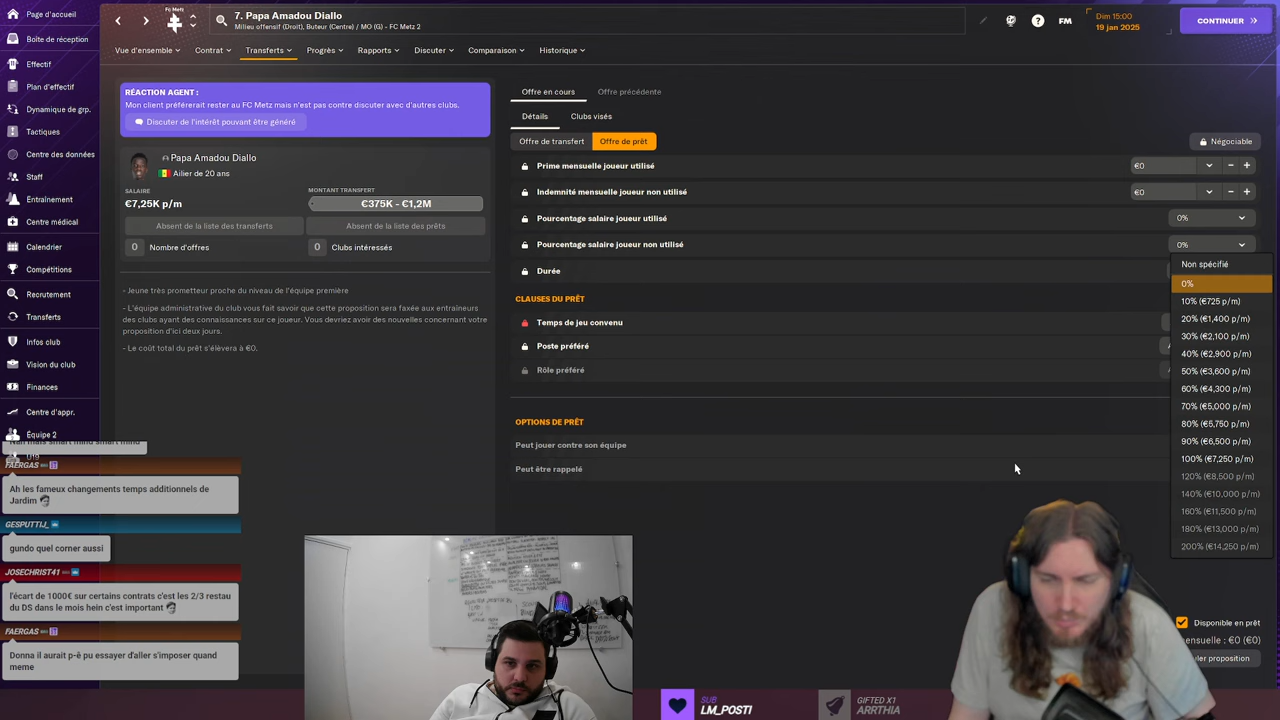 Page d'accueil
Boîte de réception
Effectif
Plan d'effectif
Dynamique de grp.
Tactiques
Centre des données
Staff
Entraînement
Centre médical
Calendrier
Compétitions
Recrutement
Transferts
Infos club
Vision du club
Finances
Centre d'appr.
Équipe 2
U19
FC Metz
7. Papa Amadou Diallo
Milieu offensif (Droit), Buteur (Centre) / MO (G) - FC Metz 2
FM
Dim 15:00
19 jan 2025
CONTINUER
Vue d'ensemble
Contrat
Transferts
Progrès
Rapports
Discuter
Comparaison
Historique
RÉACTION AGENT :
Mon client préférerait rester au FC Metz mais n'est pas contre discuter avec d'autres clubs.
Discuter de l'intérêt pouvant être généré
Papa Amadou Diallo
Ailier de 20 ans
SALAIRE
€7,25K p/m
MONTANT TRANSFERT
€375K - €1,2M
Absent de la liste des transferts
Absent de la liste des prêts
0 Nombre d'offres
0 Clubs intéressés
- Jeune très prometteur proche du niveau de l'équipe première
- L'équipe administrative du club vous fait savoir que cette proposition sera faxée aux entraîneurs
des clubs ayant des connaissances sur ce joueur. Vous devriez avoir des nouvelles concernant votre
proposition d'ici deux jours.
- Le coût total du prêt s'élèvera à €0.
Offre en cours
Offre précédente
Détails
Clubs visés
Offre de transfert
Offre de prêt
Négociable
Prime mensuelle joueur utilisé
€0
Indemnité mensuelle joueur non utilisé
€0
Pourcentage salaire joueur utilisé
0%
Pourcentage salaire joueur non utilisé
0%
Durée
CLAUSES DU PRÊT
Temps de jeu convenu
Poste préféré
Rôle préféré
OPTIONS DE PRÊT
Peut jouer contre son équipe
Peut être rappelé
Non spécifié
0%
10% (€725 p/m)
20% (€1,400 p/m)
30% (€2,100 p/m)
40% (€2,900 p/m)
50% (€3,600 p/m)
60% (€4,300 p/m)
70% (€5,000 p/m)
80% (€5,750 p/m)
90% (€6,500 p/m)
100% (€7,250 p/m)
120% (€8,500 p/m)
140% (€10,000 p/m)
160% (€11,500 p/m)
180% (€13,000 p/m)
200% (€14,250 p/m)
Disponible en prêt
mensuelle : €0 (€0)
proposition
FAERGAS
Ah les fameux changements temps additionnels de
Jardim
GESPUTTIJ_
gundo quel corner aussi
JOSECHRIST41
l'écart de 1000€ sur certains contrats c'est les 2/3 restau
du DS dans le mois hein c'est important
FAERGAS
Donna il aurait p-ê pu essayer d'aller s'imposer quand
meme
SUB
LM_POSTI
GIFTED X1
ARRTHIA